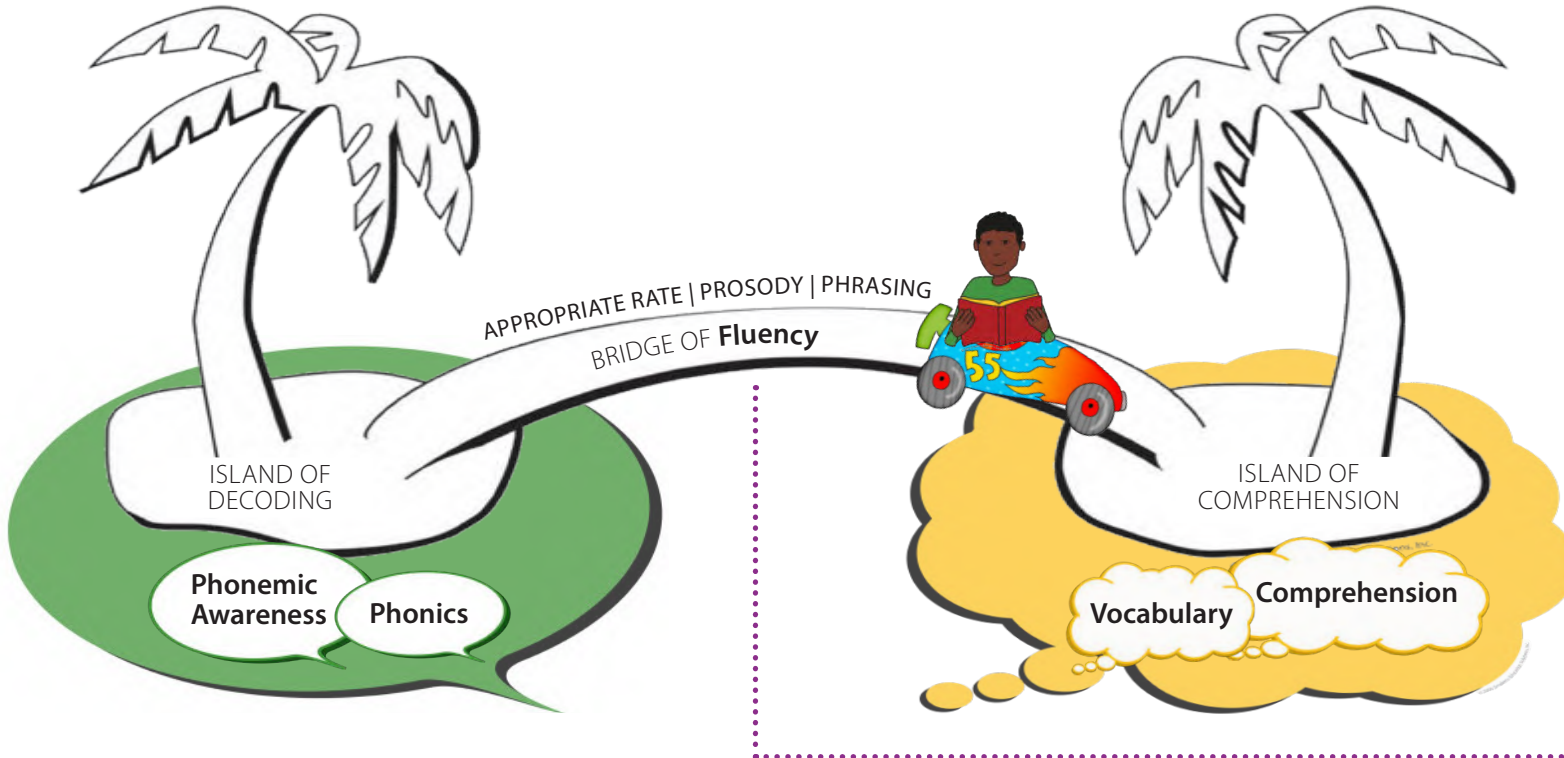 APPROPRIATE RATE | PROSODY | PHRASING
BRIDGE OF Fluency
55
ISLAND OF
DECODING
ISLAND OF
COMPREHENSION
Phonemic
Awareness
Phonics
Vocabulary
Comprehension